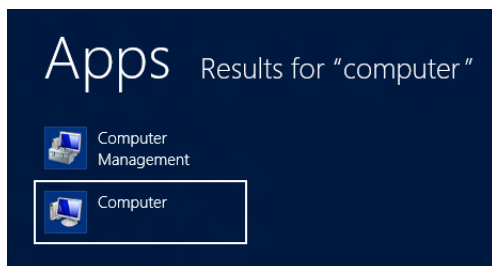 Apps Results for “computer”
Computer
Management
Computer